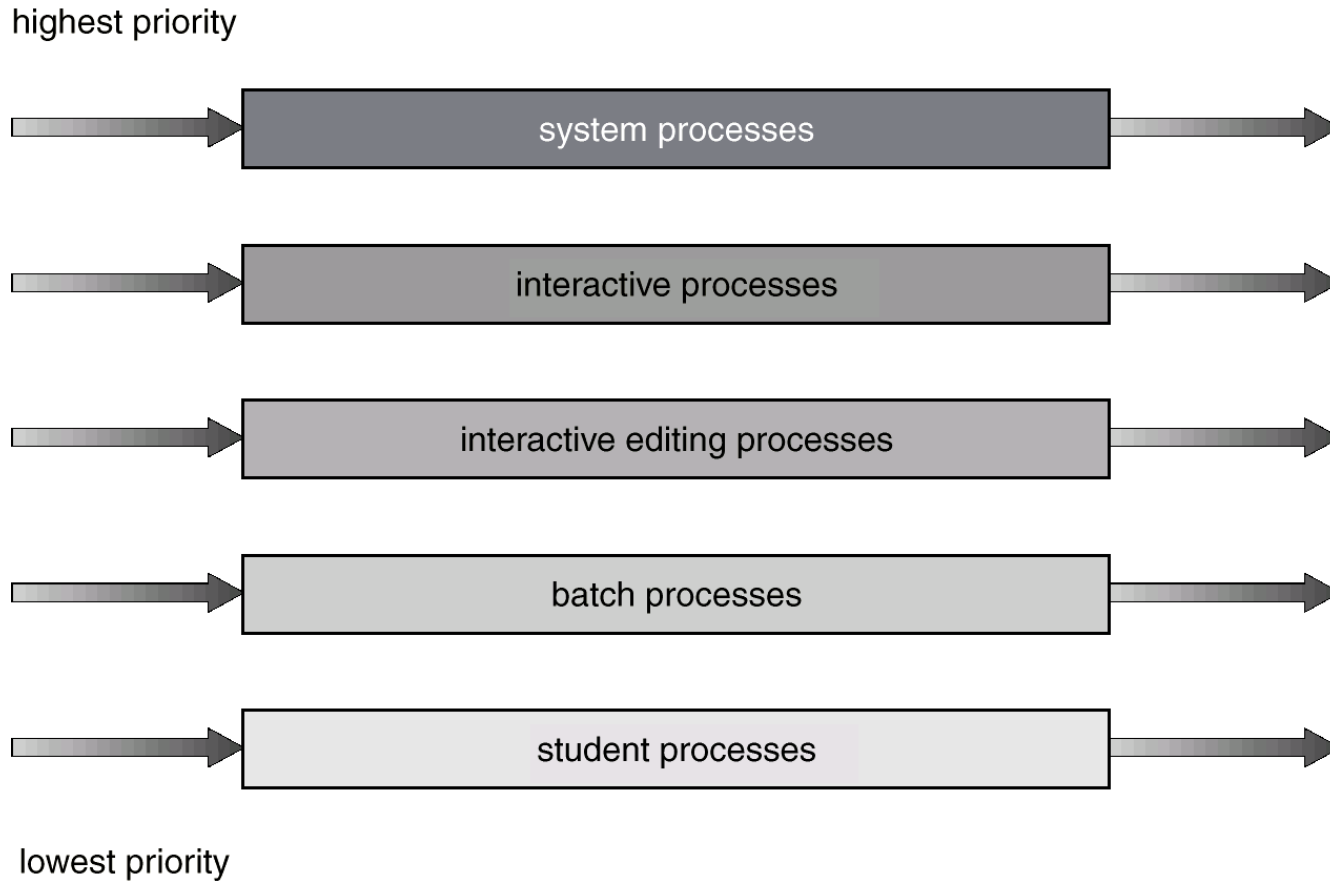 highest priority
system processes
interactive processes
interactive editing processes
batch processes
student processes
lowest priority